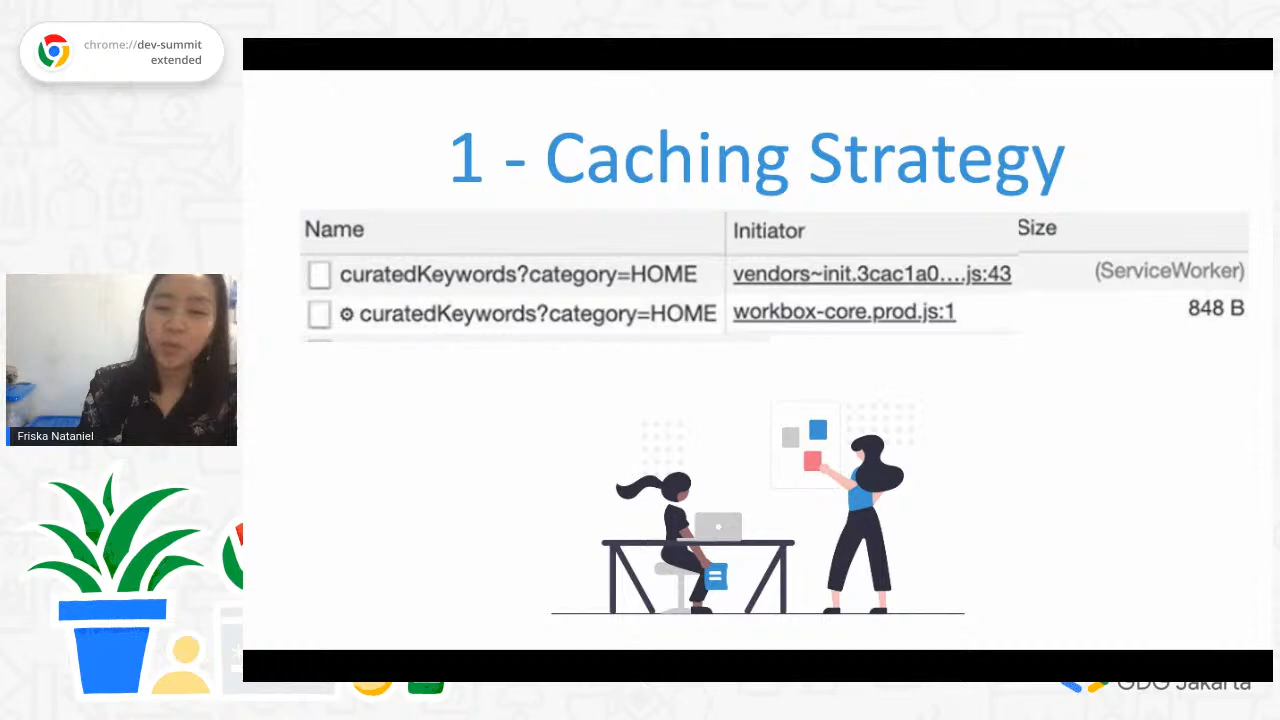 chrome://dev-summit
extended
1 - Caching Strategy
Name Initiator Size
curatedKeywords?category=HOME vendors~init.3cac1a0....js:43 (ServiceWorker)
curatedKeywords?category=HOME workbox-core.prod.js:1 848 B
Friska Nataniel
GDG Jakarta